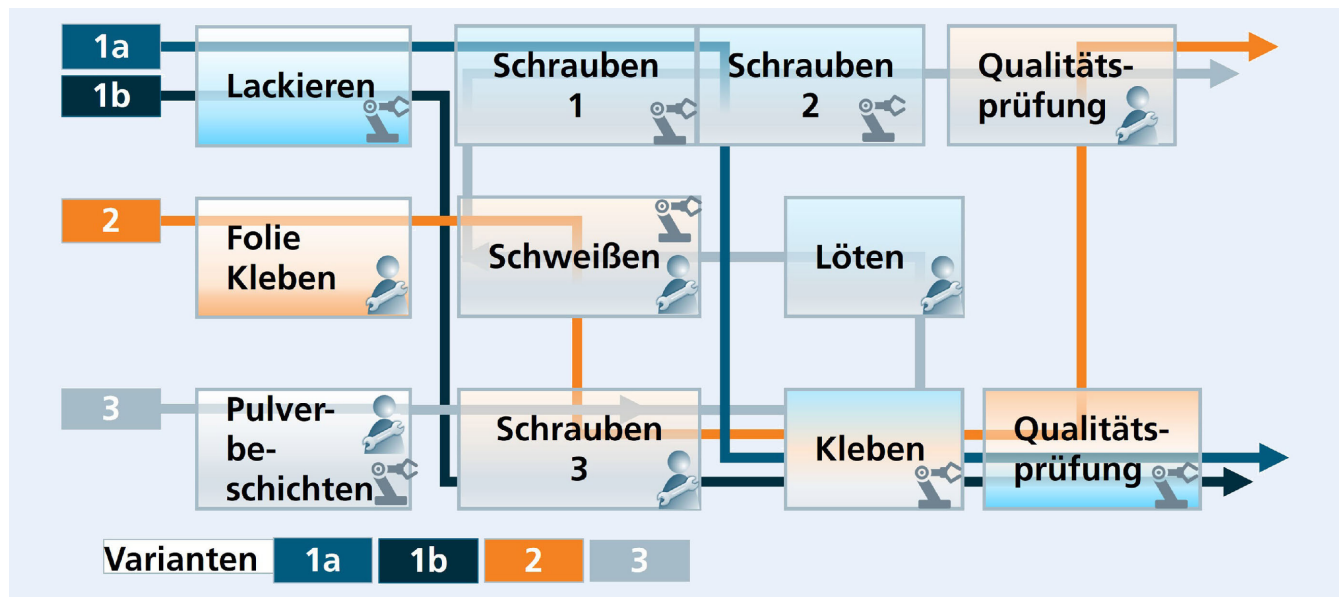 1a
1b
Lackieren
Schrauben
1
Schrauben
2
Qualitäts-
prüfung
2
Folie
Kleben
Schweißen
Löten
3
Pulver-
be-
schichten
Schrauben
3
Kleben
Qualitäts-
prüfung
Varianten 1a 1b 2 3